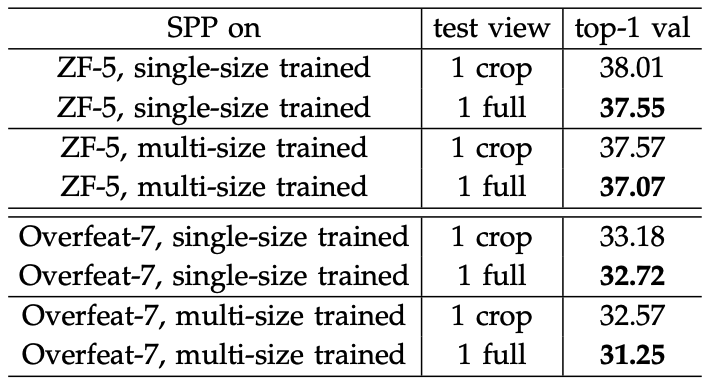 SPP on test view top-1 val
ZF-5, single-size trained 1 crop 38.01
ZF-5, single-size trained 1 full 37.55
ZF-5, multi-size trained 1 crop 37.57
ZF-5, multi-size trained 1 full 37.07
Overfeat-7, single-size trained 1 crop 33.18
Overfeat-7, single-size trained 1 full 32.72
Overfeat-7, multi-size trained 1 crop 32.57
Overfeat-7, multi-size trained 1 full 31.25